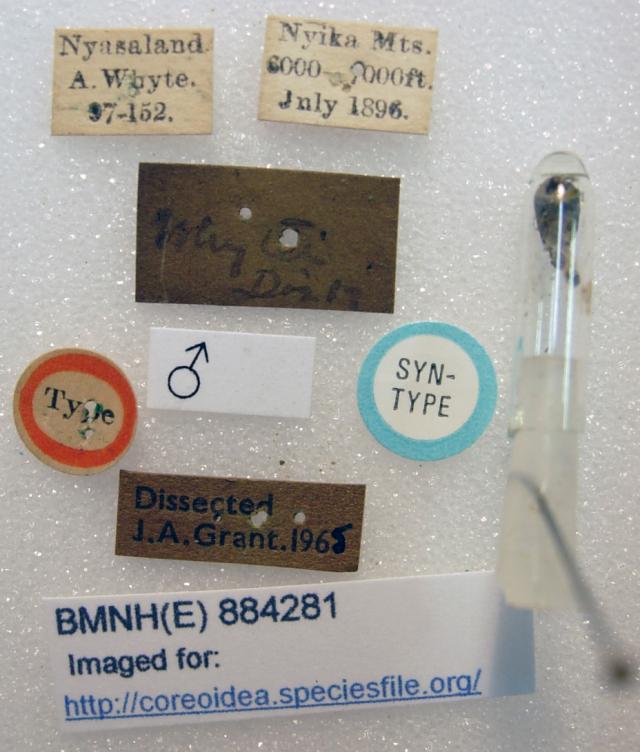 Nyasaland.
A. Whyte.
97-152.
Nyika Mts.
6000 7000ft.
July 1896.
♂
Type
SYN-
TYPE
Dissected
J.A.Grant.1965
BMNH(E) 884281
Imaged for:
http://coreoidea.speciesfile.org/